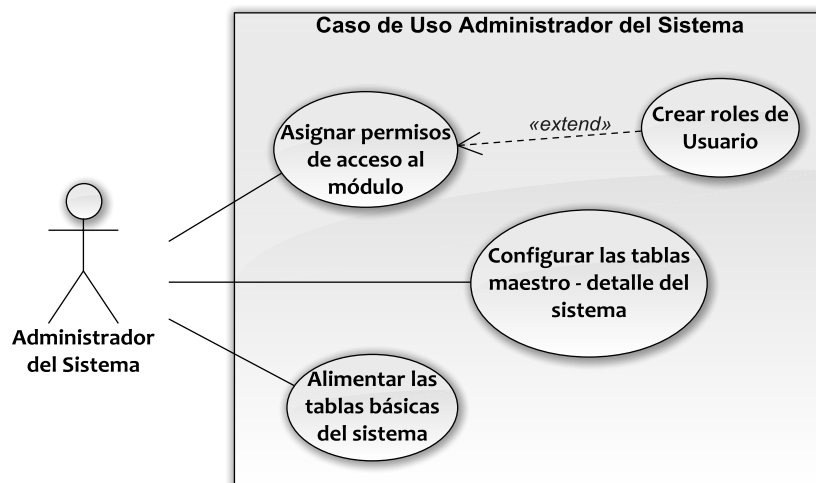 Caso de Uso Administrador del Sistema
Asignar permisos
de acceso al
módulo
«extend»
Crear roles de
Usuario
Configurar las tablas
maestro - detalle del
sistema
Administrador
del Sistema
Alimentar las
tablas básicas
del sistema